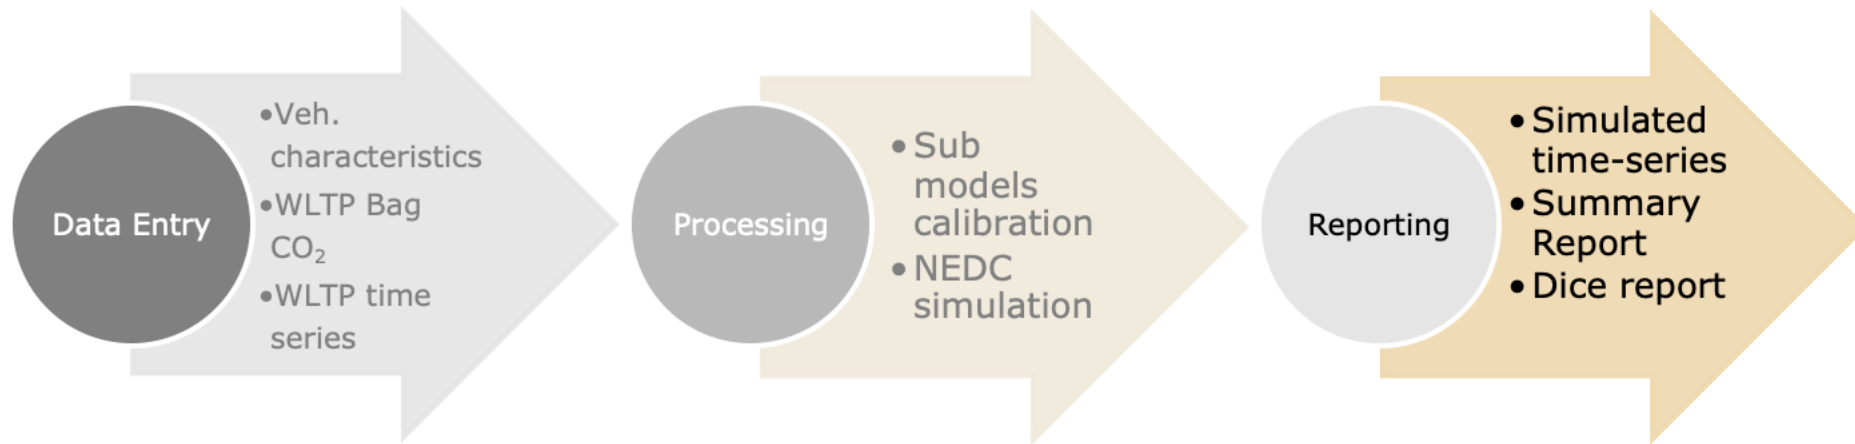 Data Entry
•Veh.
characteristics
•WLTP Bag
CO₂
•WLTP time
series
Processing
•Sub
models
calibration
•NEDC
simulation
Reporting
•Simulated
time-series
•Summary
Report
•Dice report